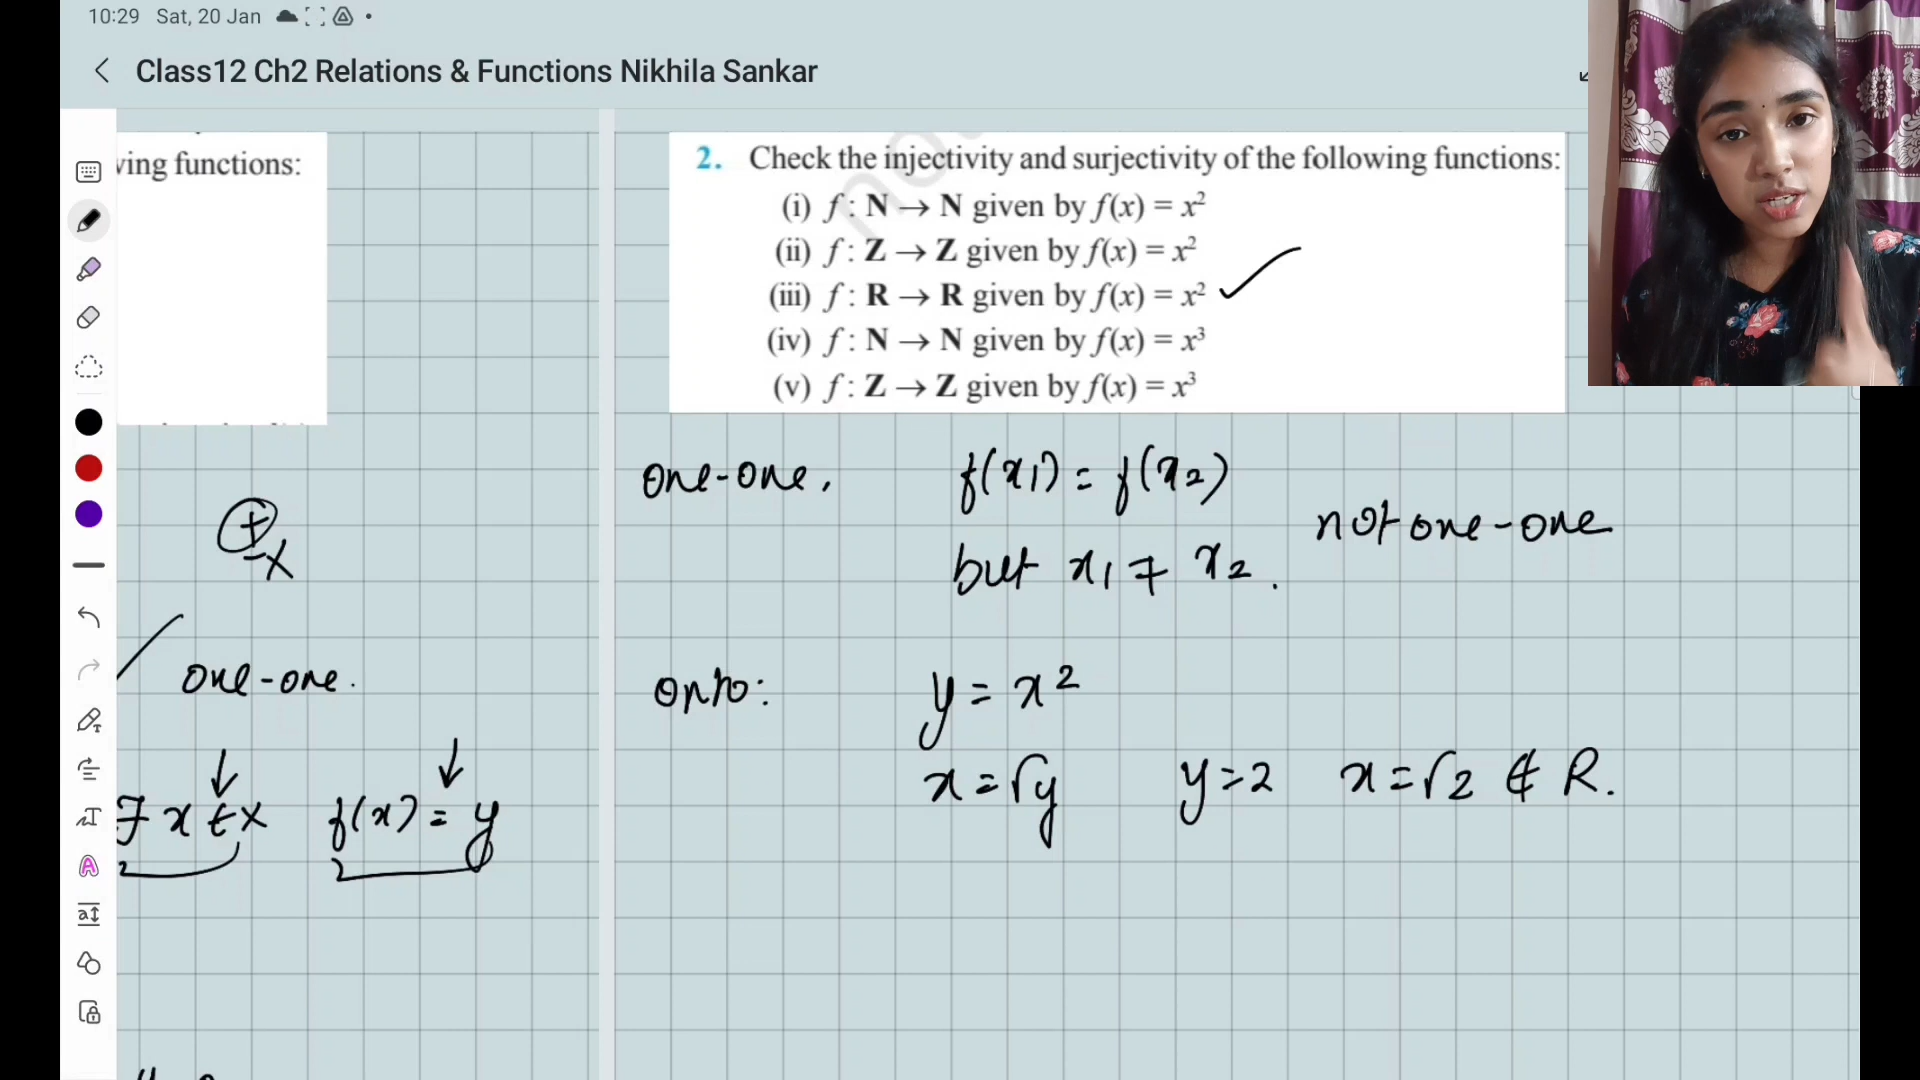 10:29 Sat, 20 Jan
Class12 Ch2 Relations & Functions Nikhila Sankar
ving functions:
2. Check the injectivity and surjectivity of the following functions:
(i) f : N → N given by f(x) = x²
(ii) f : Z → Z given by f(x) = x²
(iii) f : R → R given by f(x) = x² ✓
(iv) f : N → N given by f(x) = x³
(v) f : Z → Z given by f(x) = x³
±x
one-one.
∃ x ∈ X f(x) = y
one-one, f(x1) = f(x2)
but x1 ≠ x2. not one-one
onto: y = x²
x = √y y=2 x = √2 ∉ R.